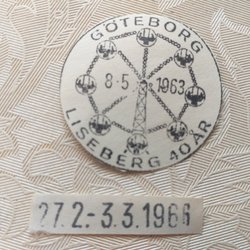 GÖTEBORG
8·5 1963
LISEBERG 40 ÅR
27.2.-3.3.1966